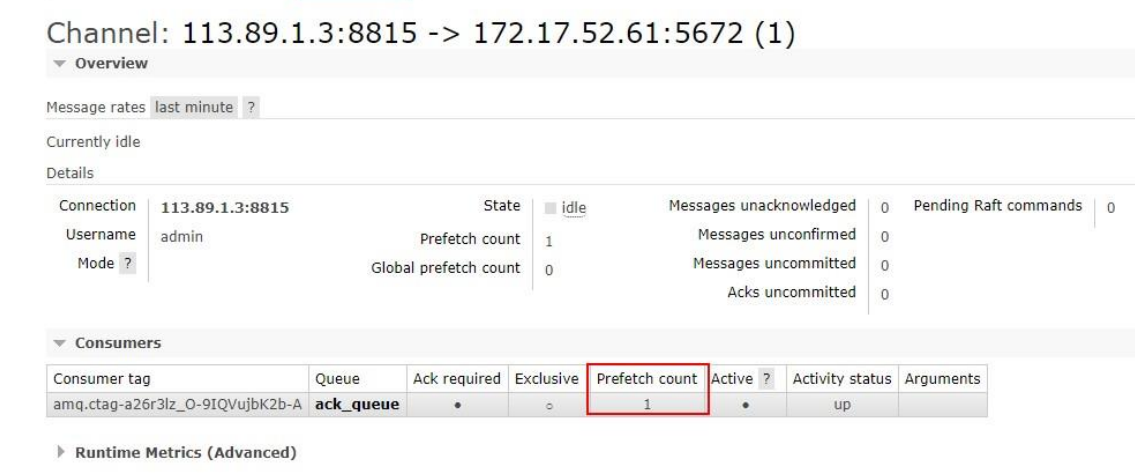 Channel: 113.89.1.3:8815 -> 172.17.52.61:5672 (1)
Overview
Message rates last minute ?
Currently idle
Details
Connection 113.89.1.3:8815
Username admin
Mode ?
State idle
Prefetch count 1
Global prefetch count 0
Messages unacknowledged 0
Messages unconfirmed 0
Messages uncommitted 0
Acks uncommitted 0
Pending Raft commands 0
Consumers
Consumer tag Queue Ack required Exclusive Prefetch count Active ? Activity status Arguments
amq.ctag-a26r3lz_O-9IQVujbK2b-A ack_queue ● ○ 1 ● up
Runtime Metrics (Advanced)